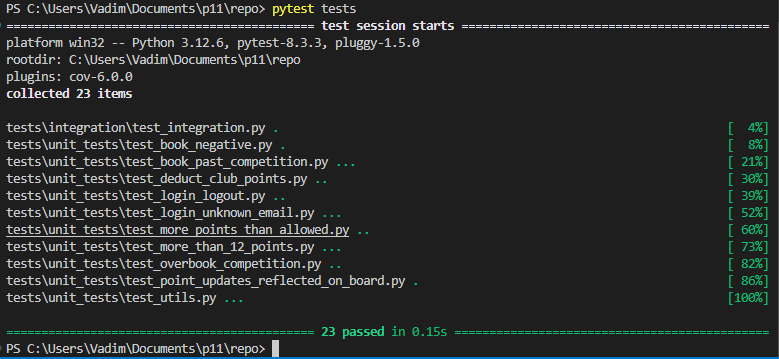 PS C:\Users\Vadim\Documents\p11\repo> pytest tests
======================================= test session starts =======================================
platform win32 -- Python 3.12.6, pytest-8.3.3, pluggy-1.5.0
rootdir: C:\Users\Vadim\Documents\p11\repo
plugins: cov-6.0.0
collected 23 items
tests\integration\test_integration.py . [  4%]
tests\unit_tests\test_book_negative.py . [  8%]
tests\unit_tests\test_book_past_competition.py ... [ 21%]
tests\unit_tests\test_deduct_club_points.py .. [ 30%]
tests\unit_tests\test_login_logout.py .. [ 39%]
tests\unit_tests\test_login_unknown_email.py ... [ 52%]
tests\unit_tests\test_more_points_than_allowed.py .. [ 60%]
tests\unit_tests\test_more_than_12_points.py ... [ 73%]
tests\unit_tests\test_overbook_competition.py .. [ 82%]
tests\unit_tests\test_point_updates_reflected_on_board.py . [ 86%]
tests\unit_tests\test_utils.py ... [100%]
======================================= 23 passed in 0.15s ========================================
PS C:\Users\Vadim\Documents\p11\repo>